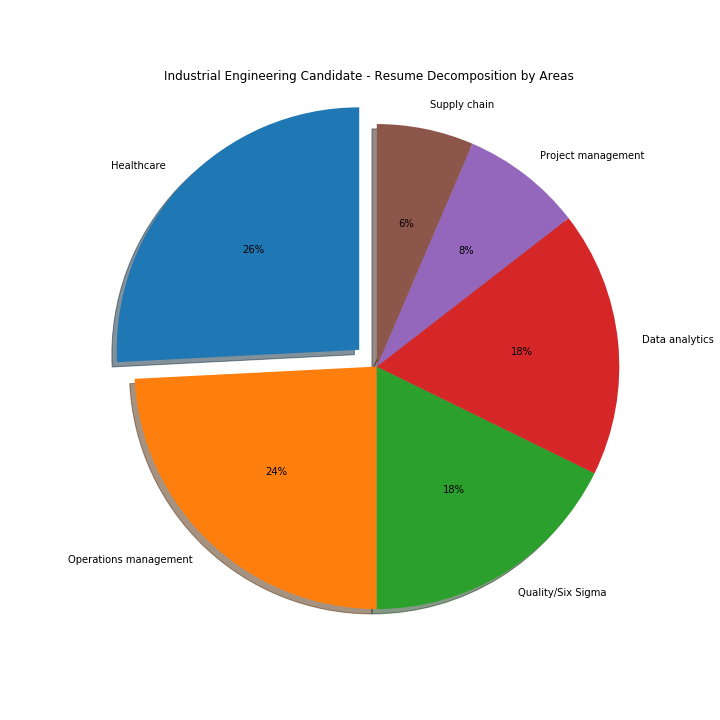 Industrial Engineering Candidate - Resume Decomposition by Areas
Supply chain
Project management
Healthcare
6%
26%
8%
Data analytics
18%
24%
18%
Operations management
Quality/Six Sigma